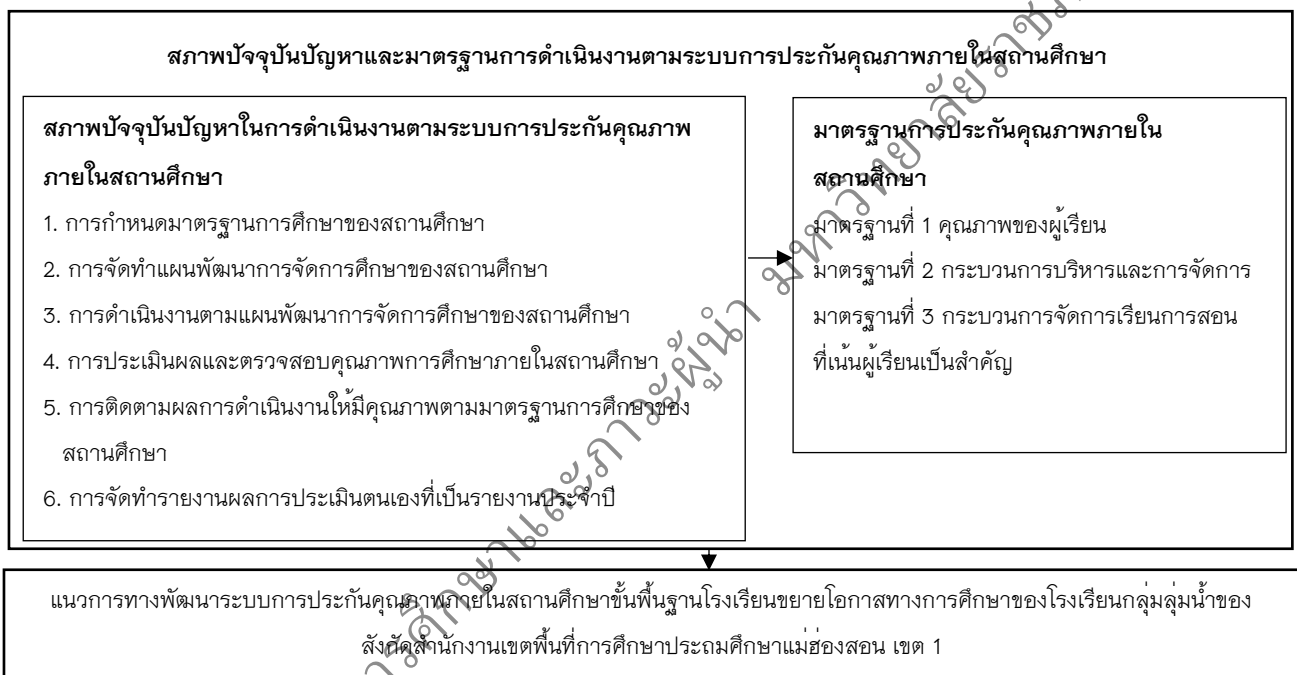 สภาพปัจจุบันปัญหาและมาตรฐานการดำเนินงานตามระบบการประกันคุณภาพภายในสถานศึกษา
สภาพปัจจุบันปัญหาในการดำเนินงานตามระบบการประกันคุณภาพ
ภายในสถานศึกษา
1. การกำหนดมาตรฐานการศึกษาของสถานศึกษา
2. การจัดทำแผนพัฒนาการจัดการศึกษาของสถานศึกษา
3. การดำเนินงานตามแผนพัฒนาการจัดการศึกษาของสถานศึกษา
4. การประเมินผลและตรวจสอบคุณภาพการศึกษาภายในสถานศึกษา
5. การติดตามผลการดำเนินงานให้มีคุณภาพตามมาตรฐานการศึกษาของ
สถานศึกษา
6. การจัดทำรายงานผลการประเมินตนเองที่เป็นรายงานประจำปี
มาตรฐานการประกันคุณภาพภายใน
สถานศึกษา
มาตรฐานที่ 1 คุณภาพของผู้เรียน
มาตรฐานที่ 2 กระบวนการบริหารและการจัดการ
มาตรฐานที่ 3 กระบวนการจัดการเรียนการสอน
ที่เน้นผู้เรียนเป็นสำคัญ
แนวการทางพัฒนาระบบการประกันคุณภาพภายในสถานศึกษาขั้นพื้นฐานโรงเรียนขยายโอกาสทางการศึกษาของโรงเรียนกลุ่มลุ่มน้ำของ
สังกัดสำนักงานเขตพื้นที่การศึกษาประถมศึกษาแม่ฮ่องสอน เขต 1
ารศึกษาและภาวะผู้นำ มหาวิทยาลัยราช